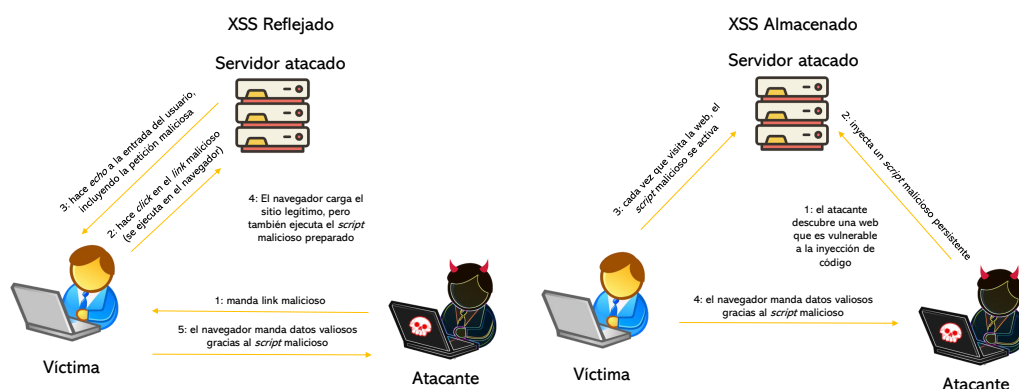 XSS Reflejado
Servidor atacado
3: hace echo a la entrada del usuario,
incluyendo la petición maliciosa
2: hace click en el link malicioso
(se ejecuta en el navegador)
4: El navegador carga el
sitio legítimo, pero
también ejecuta el script
malicioso preparado
1: manda link malicioso
5: el navegador manda datos valiosos
gracias al script malicioso
Víctima
Atacante
XSS Almacenado
Servidor atacado
3: cada vez que visita la web, el
script malicioso se activa
2: inyecta un script malicioso persistente
1: el atacante
descubre una web
que es vulnerable
a la inyección de
código
4: el navegador manda datos valiosos
gracias al script malicioso
Víctima
Atacante